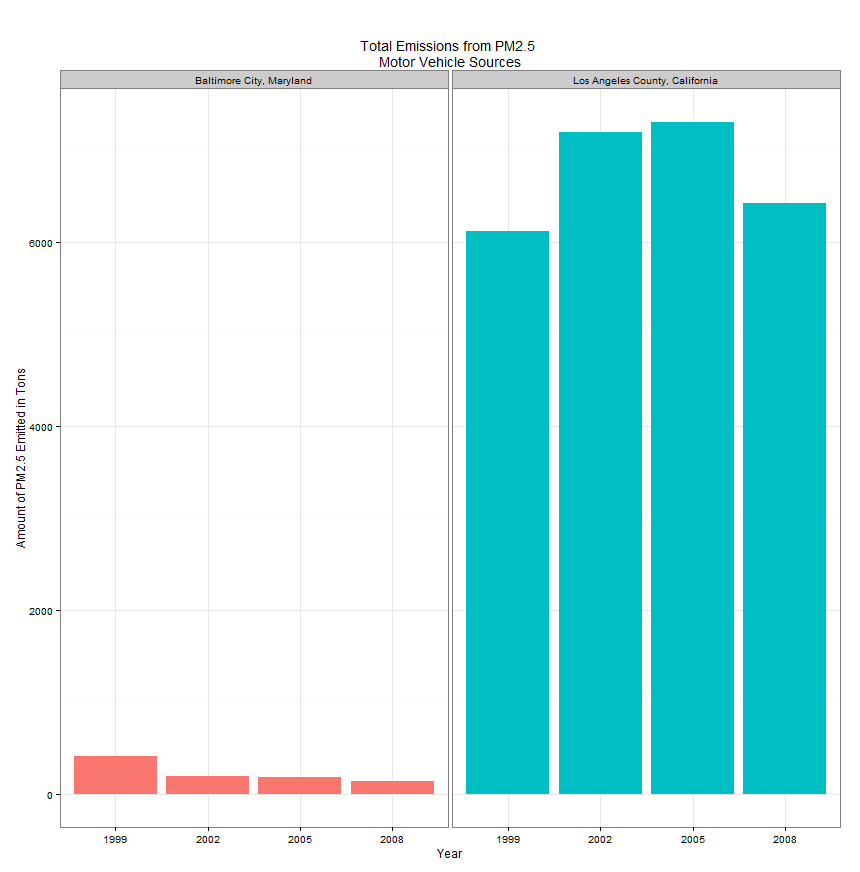 Total Emissions from PM2.5
Motor Vehicle Sources
Baltimore City, Maryland
Los Angeles County, California
Amount of PM2.5 Emitted in Tons
6000
4000
2000
0
1999 2002 2005 2008
1999 2002 2005 2008
Year